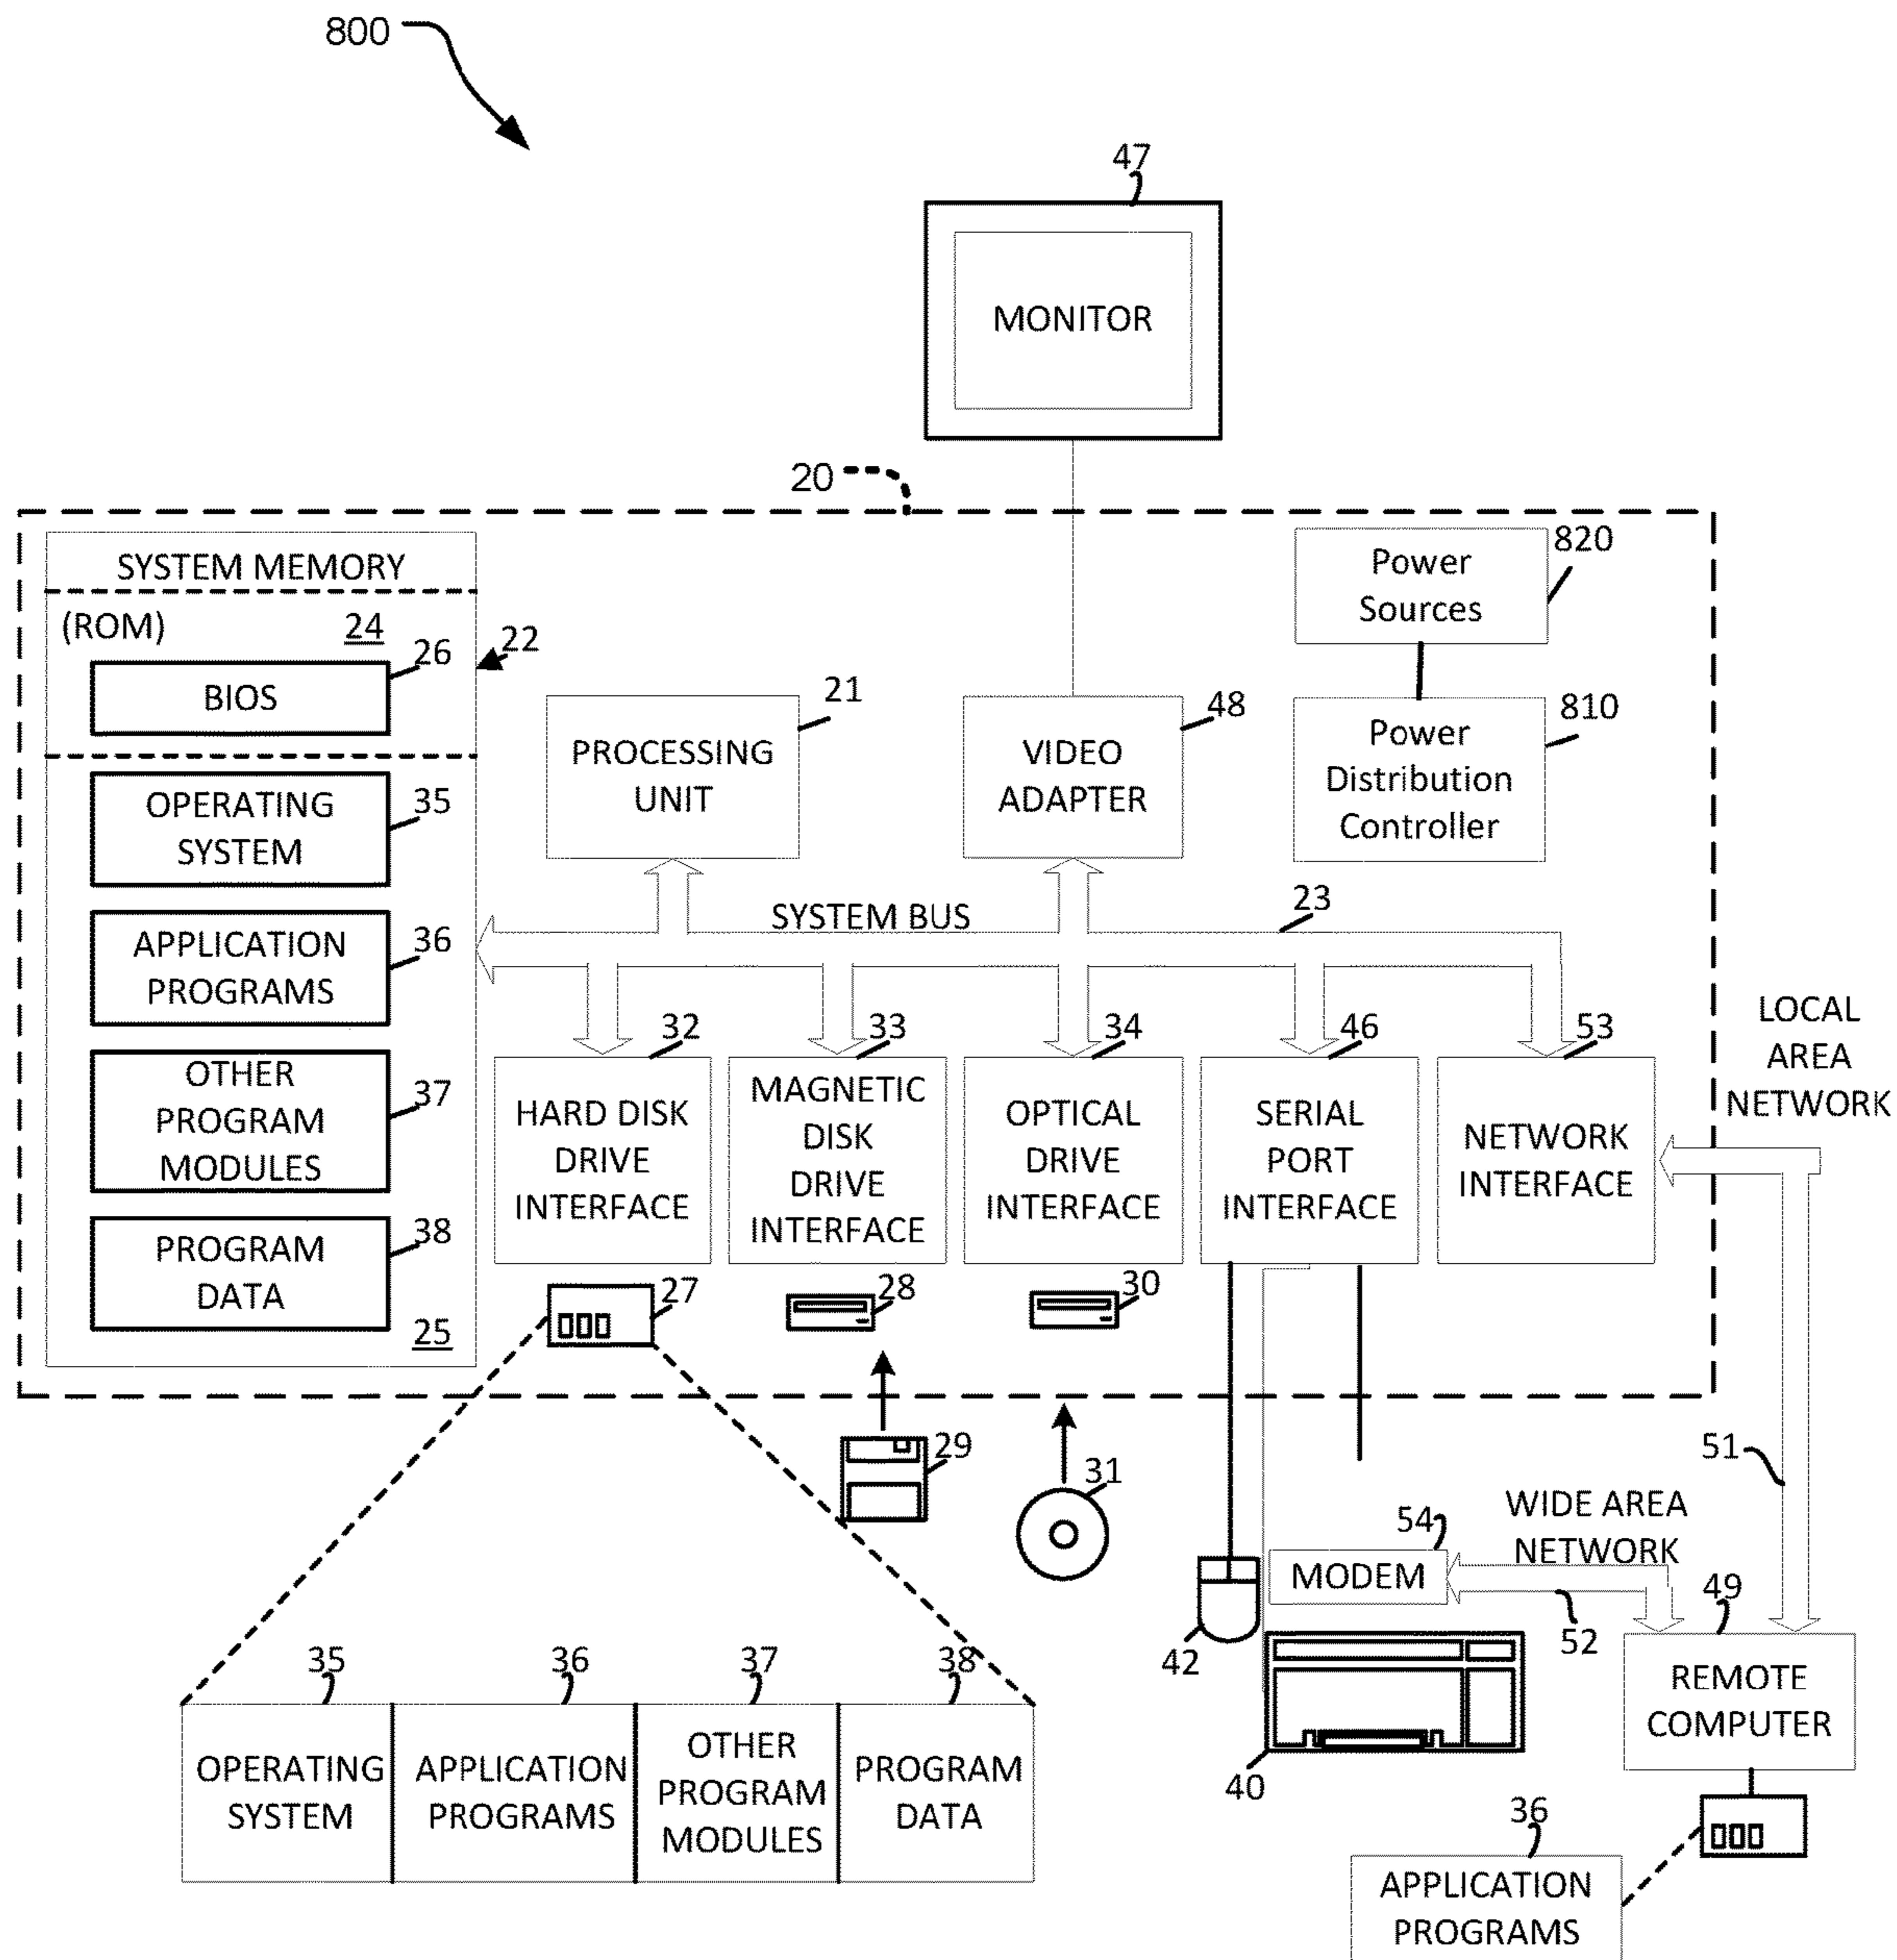 800
47
MONITOR
20
SYSTEM MEMORY
(ROM)
24
26
22
BIOS
OPERATING
SYSTEM
35
APPLICATION
PROGRAMS
36
OTHER
PROGRAM
MODULES
37
PROGRAM
DATA
38
25
21
PROCESSING
UNIT
48
VIDEO
ADAPTER
820
Power
Sources
810
Power
Distribution
Controller
SYSTEM BUS
23
32
HARD DISK
DRIVE
INTERFACE
33
MAGNETIC
DISK
DRIVE
INTERFACE
34
OPTICAL
DRIVE
INTERFACE
46
SERIAL
PORT
INTERFACE
53
NETWORK
INTERFACE
LOCAL
AREA
NETWORK
27
28
30
29
31
51
WIDE AREA
NETWORK
54
MODEM
52
49
42
40
REMOTE
COMPUTER
35
OPERATING
SYSTEM
36
APPLICATION
PROGRAMS
37
OTHER
PROGRAM
MODULES
38
PROGRAM
DATA
36
APPLICATION
PROGRAMS